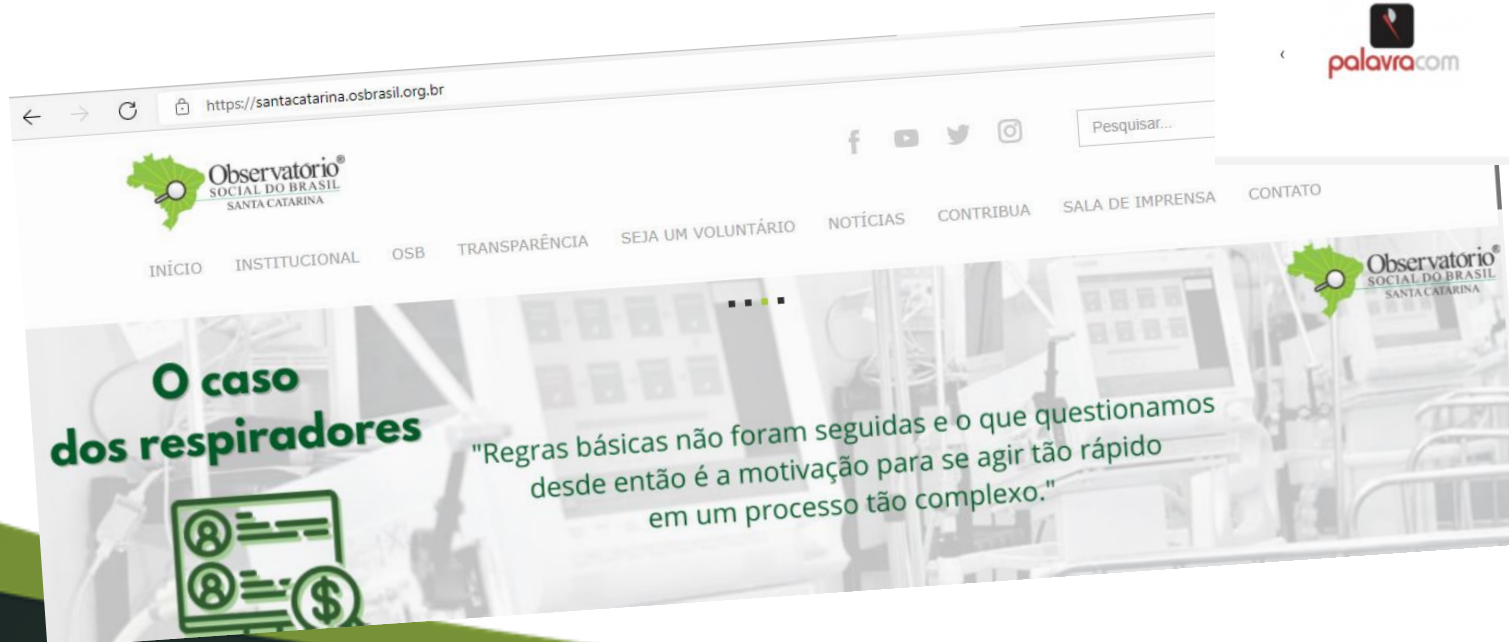 palavracom
https://santacatarina.osbrasil.org.br
Pesquisar...
Observatório®
SOCIAL DO BRASIL
SANTA CATARINA
INÍCIO INSTITUCIONAL OSB TRANSPARÊNCIA SEJA UM VOLUNTÁRIO NOTÍCIAS CONTRIBUA SALA DE IMPRENSA CONTATO
Observatório®
SOCIAL DO BRASIL
SANTA CATARINA
O caso
dos respiradores
"Regras básicas não foram seguidas e o que questionamos
desde então é a motivação para se agir tão rápido
em um processo tão complexo."
$